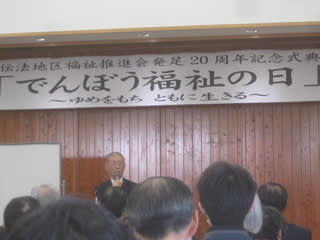 伝法地区福祉推進会発足20周年記念式典
「でんぼう福祉の日」
～ゆめをもち ともに生きる～